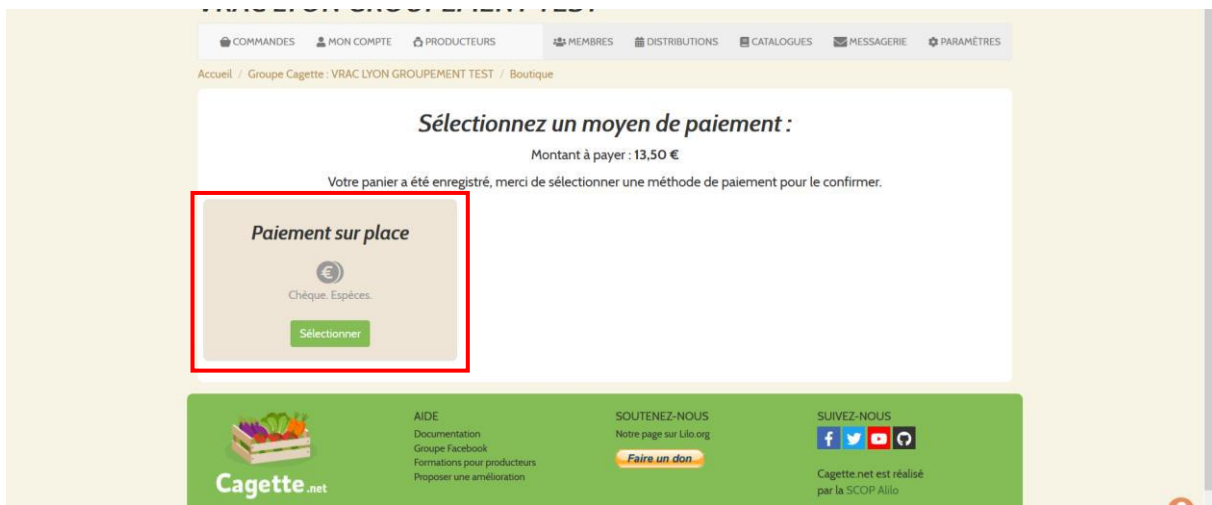 VRAC LYON GROUPEMENT TEST
COMMANDES MON COMPTE PRODUCTEURS MEMBRES DISTRIBUTIONS CATALOGUES MESSAGERIE PARAMÈTRES
Accueil / Groupe Cagette : VRAC LYON GROUPEMENT TEST / Boutique
Sélectionnez un moyen de paiement :
Montant à payer : 13,50 €
Votre panier a été enregistré, merci de sélectionner une méthode de paiement pour le confirmer.
Paiement sur place
Chèque. Espèces.
Sélectionner
Cagette.net
AIDE
Documentation
Groupe Facebook
Formations pour producteurs
Proposer une amélioration
SOUTENEZ-NOUS
Notre page sur Lilo.org
Faire un don
SUIVEZ-NOUS
Cagette.net est réalisé
par la SCOP Alilo